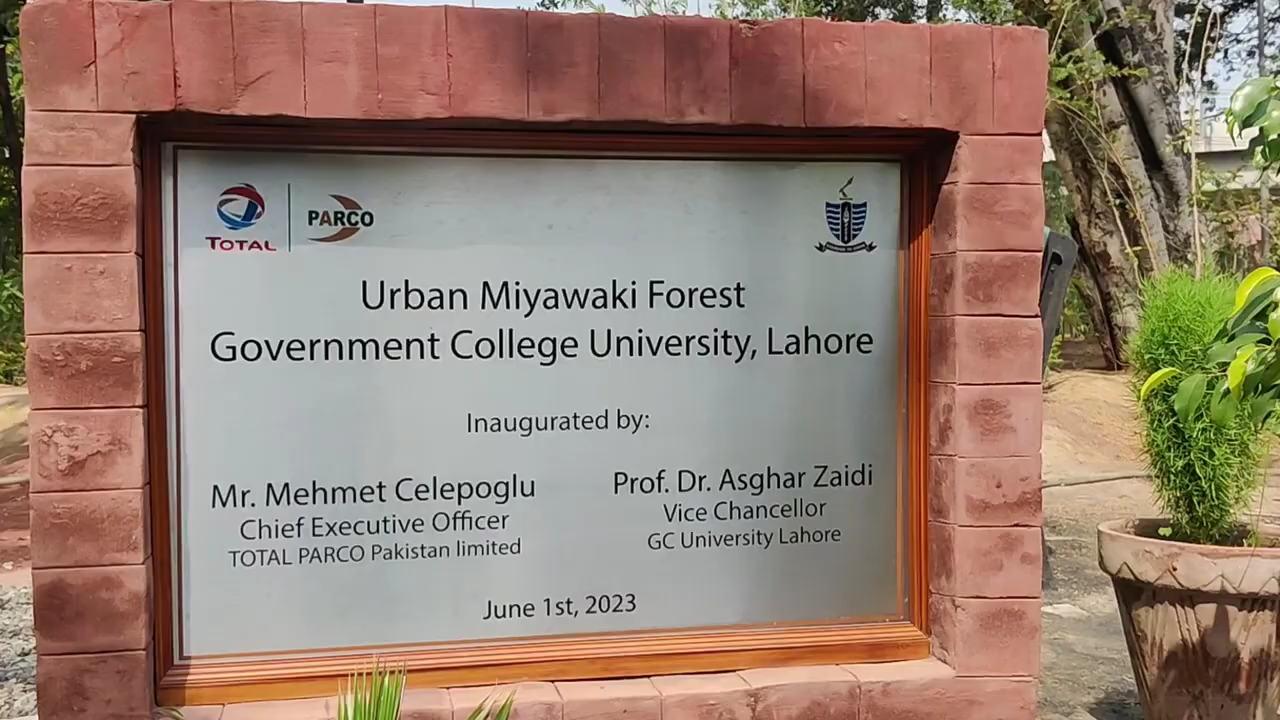 TOTAL
PARCO
Urban Miyawaki Forest
Government College University, Lahore
Inaugurated by:
Mr. Mehmet Celepoglu
Chief Executive Officer
TOTAL PARCO Pakistan limited
Prof. Dr. Asghar Zaidi
Vice Chancellor
GC University Lahore
June 1st, 2023